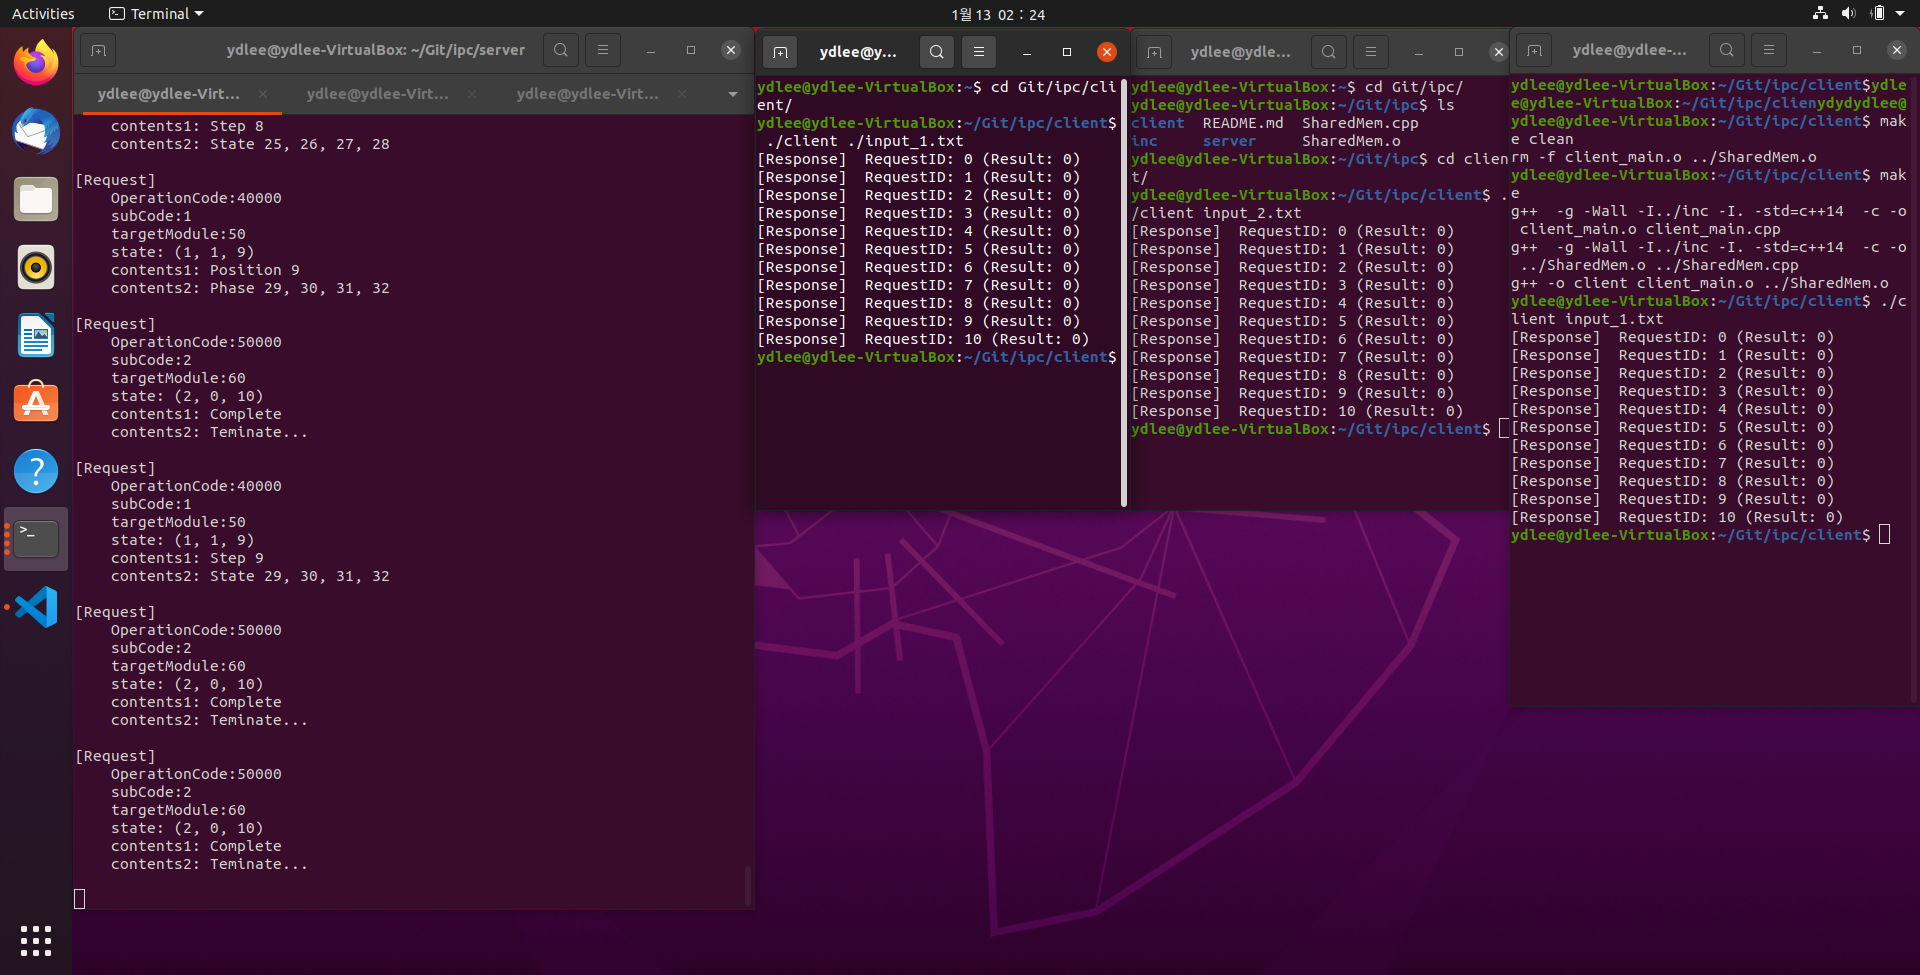 Activities
Terminal
1월 13 02 : 24
ydlee@ydlee-VirtualBox: ~/Git/ipc/server
ydlee@ydlee-Virt...
ydlee@ydlee-Virt...
ydlee@ydlee-Virt...
contents1: Step 8
contents2: State 25, 26, 27, 28
[Request]
OperationCode:40000
subCode:1
targetModule:50
state: (1, 1, 9)
contents1: Position 9
contents2: Phase 29, 30, 31, 32
[Request]
OperationCode:50000
subCode:2
targetModule:60
state: (2, 0, 10)
contents1: Complete
contents2: Teminate...
[Request]
OperationCode:40000
subCode:1
targetModule:50
state: (1, 1, 9)
contents1: Step 9
contents2: State 29, 30, 31, 32
[Request]
OperationCode:50000
subCode:2
targetModule:60
state: (2, 0, 10)
contents1: Complete
contents2: Teminate...
[Request]
OperationCode:50000
subCode:2
targetModule:60
state: (2, 0, 10)
contents1: Complete
contents2: Teminate...
ydlee@y...
ydlee@ydlee-VirtualBox:~$ cd Git/ipc/cli
ent/
ydlee@ydlee-VirtualBox:~/Git/ipc/client$
./client ./input_1.txt
[Response]  RequestID: 0 (Result: 0)
[Response]  RequestID: 1 (Result: 0)
[Response]  RequestID: 2 (Result: 0)
[Response]  RequestID: 3 (Result: 0)
[Response]  RequestID: 4 (Result: 0)
[Response]  RequestID: 5 (Result: 0)
[Response]  RequestID: 6 (Result: 0)
[Response]  RequestID: 7 (Result: 0)
[Response]  RequestID: 8 (Result: 0)
[Response]  RequestID: 9 (Result: 0)
[Response]  RequestID: 10 (Result: 0)
ydlee@ydlee-VirtualBox:~/Git/ipc/client$
ydlee@ydle...
ydlee@ydlee-VirtualBox:~$ cd Git/ipc/
ydlee@ydlee-VirtualBox:~/Git/ipc$ ls
client  README.md  SharedMem.cpp
inc     server     SharedMem.o
ydlee@ydlee-VirtualBox:~/Git/ipc$ cd clien
t/
ydlee@ydlee-VirtualBox:~/Git/ipc/client$ .
/client input_2.txt
[Response]  RequestID: 0 (Result: 0)
[Response]  RequestID: 1 (Result: 0)
[Response]  RequestID: 2 (Result: 0)
[Response]  RequestID: 3 (Result: 0)
[Response]  RequestID: 4 (Result: 0)
[Response]  RequestID: 5 (Result: 0)
[Response]  RequestID: 6 (Result: 0)
[Response]  RequestID: 7 (Result: 0)
[Response]  RequestID: 8 (Result: 0)
[Response]  RequestID: 9 (Result: 0)
[Response]  RequestID: 10 (Result: 0)
ydlee@ydlee-VirtualBox:~/Git/ipc/client$
ydlee@ydlee-...
ydlee@ydlee-VirtualBox:~/Git/ipc/client$ydle
e@ydlee-VirtualBox:~/Git/ipc/clienydydydlee@
ydlee@ydlee-VirtualBox:~/Git/ipc/client$ mak
e clean
rm -f client_main.o ../SharedMem.o
ydlee@ydlee-VirtualBox:~/Git/ipc/client$ mak
e
g++  -g -Wall -I../inc -I. -std=c++14  -c -o
client_main.o client_main.cpp
g++  -g -Wall -I../inc -I. -std=c++14  -c -o
../SharedMem.o ../SharedMem.cpp
g++ -o client client_main.o ../SharedMem.o
ydlee@ydlee-VirtualBox:~/Git/ipc/client$ ./c
lient input_1.txt
[Response]  RequestID: 0 (Result: 0)
[Response]  RequestID: 1 (Result: 0)
[Response]  RequestID: 2 (Result: 0)
[Response]  RequestID: 3 (Result: 0)
[Response]  RequestID: 4 (Result: 0)
[Response]  RequestID: 5 (Result: 0)
[Response]  RequestID: 6 (Result: 0)
[Response]  RequestID: 7 (Result: 0)
[Response]  RequestID: 8 (Result: 0)
[Response]  RequestID: 9 (Result: 0)
[Response]  RequestID: 10 (Result: 0)
ydlee@ydlee-VirtualBox:~/Git/ipc/client$